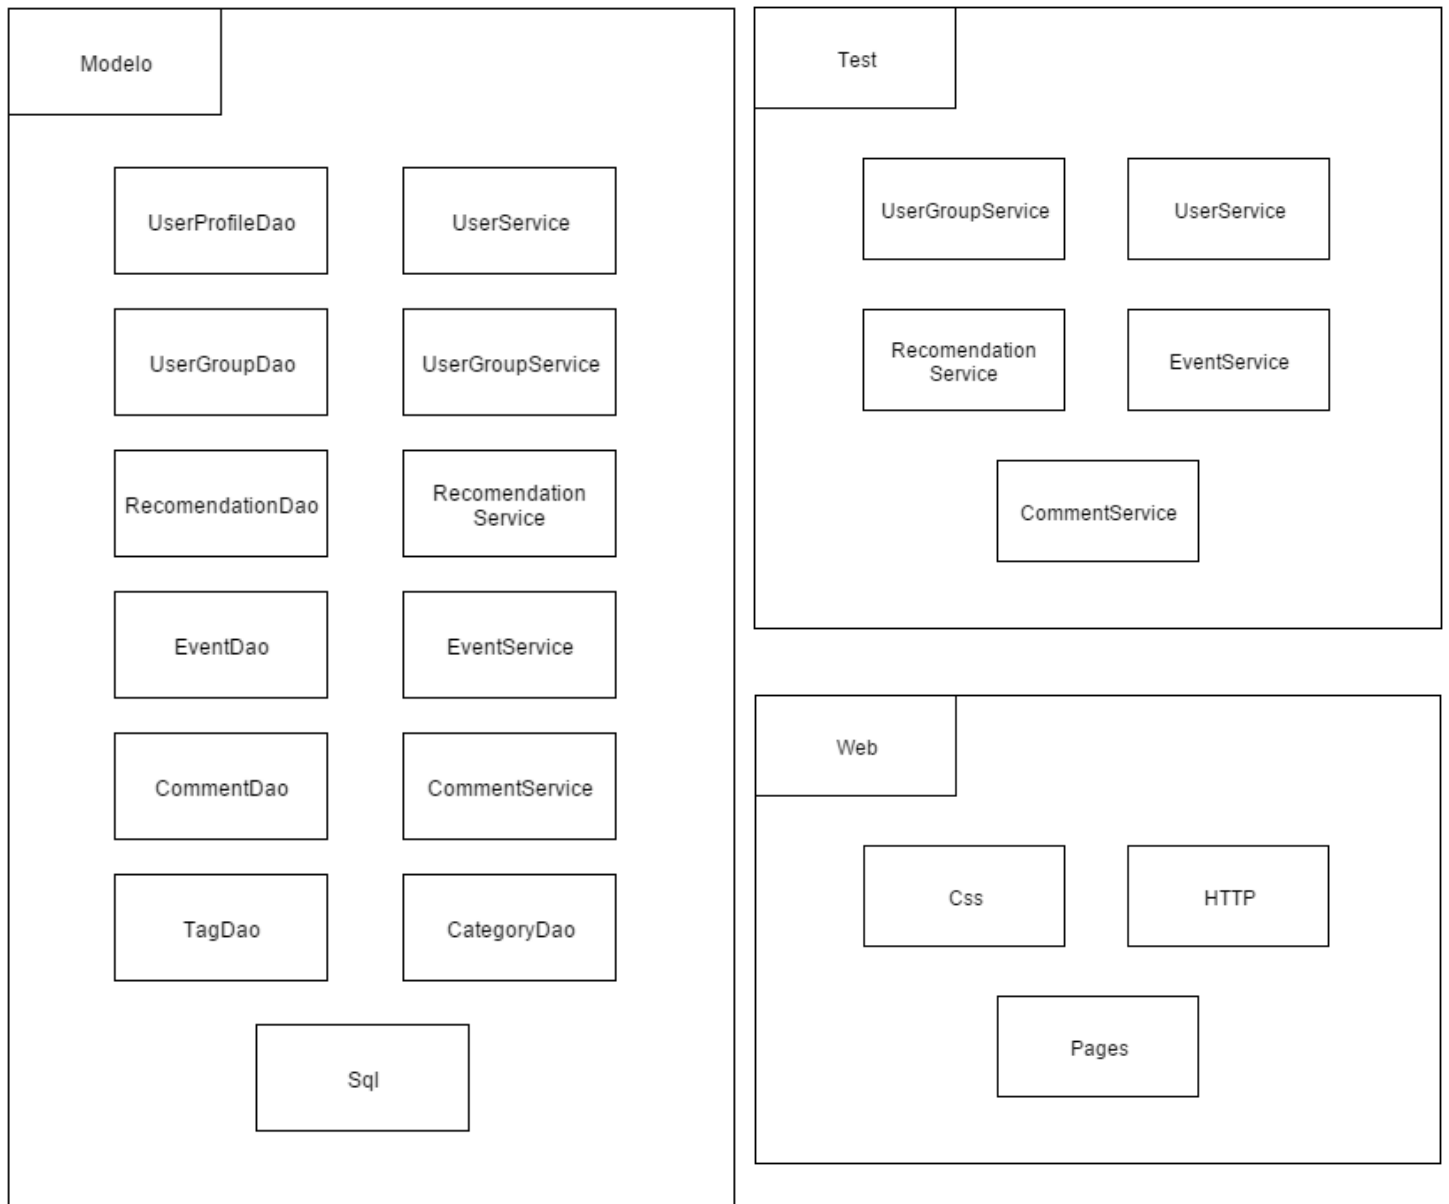 Modelo
UserProfileDao
UserService
UserGroupDao
UserGroupService
RecomendationDao
Recomendation
Service
EventDao
EventService
CommentDao
CommentService
TagDao
CategoryDao
Sql
Test
UserGroupService
UserService
Recomendation
Service
EventService
CommentService
Web
Css
HTTP
Pages